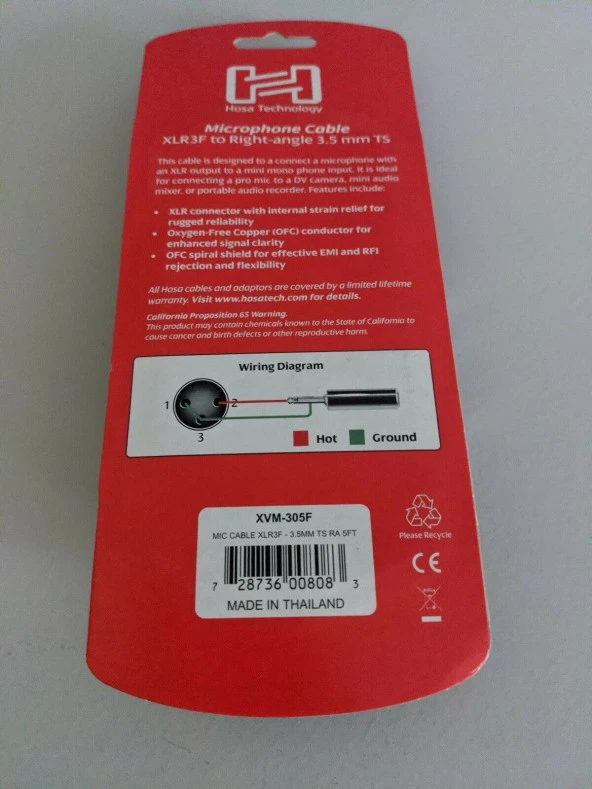 Hosa Technology
Microphone Cable
XLR3F to Right-angle 3.5 mm TS
This cable is designed to a connect a microphone with
an XLR output to a mini mono phone input. It is ideal
for connecting a pro mic to a DV camera, mini audio
mixer, or portable audio recorder. Features include:
• XLR connector with internal strain relief for
rugged reliability
• Oxygen-Free Copper (OFC) conductor for
enhanced signal clarity
• OFC spiral shield for effective EMI and RFI
rejection and flexibility
All Hosa cables and adaptors are covered by a limited lifetime
warranty. Visit www.hosatech.com for details.
California Proposition 65 Warning.
This product may contain chemicals known to the State of California to
cause cancer and birth defects or other reproductive harm.
Wiring Diagram
1 2
3
Hot Ground
XVM-305F
MIC CABLE XLR3F - 3.5MM TS RA 5FT
7 28736 00808 3
MADE IN THAILAND
Please Recycle
CE